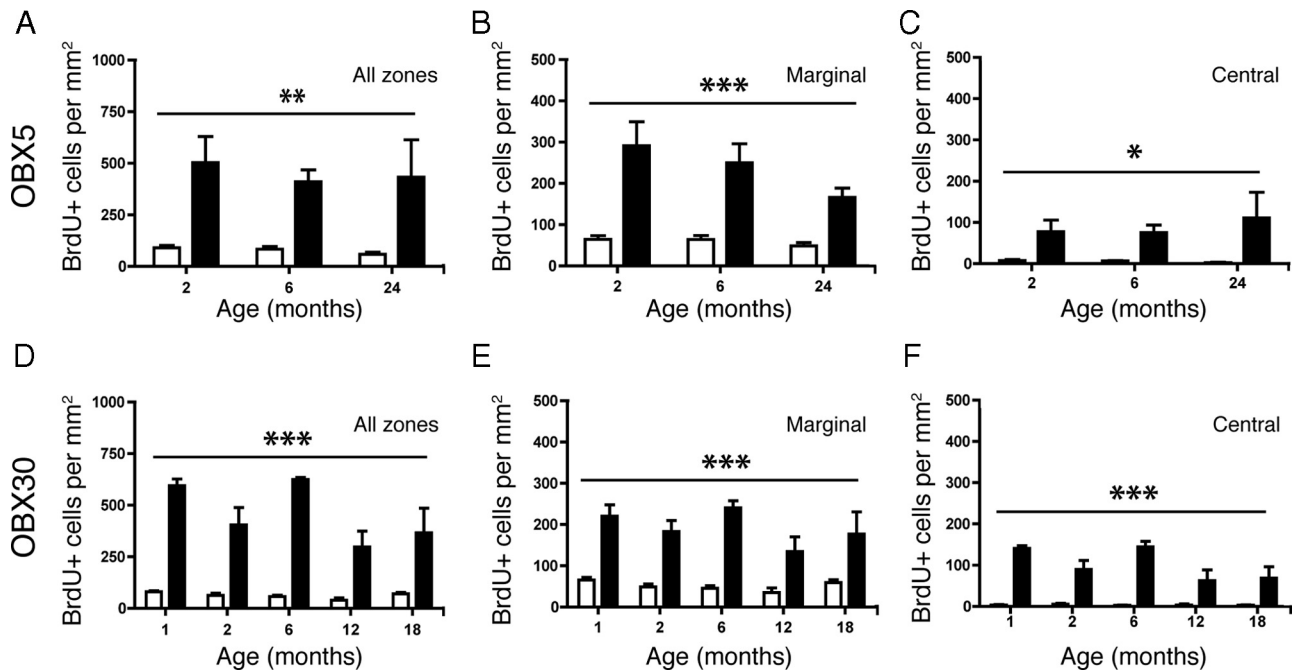 A
B
C
OBX5
BrdU+ cells per mm²
1000
750
500
250
0
All zones
**
2 6 24
Age (months)
BrdU+ cells per mm²
500
400
300
200
100
0
Marginal
***
2 6 24
Age (months)
BrdU+ cells per mm²
500
400
300
200
100
0
Central
*
2 6 24
Age (months)
D
E
F
OBX30
BrdU+ cells per mm²
1000
750
500
250
0
All zones
***
1 2 6 12 18
Age (months)
BrdU+ cells per mm²
500
400
300
200
100
0
Marginal
***
1 2 6 12 18
Age (months)
BrdU+ cells per mm²
500
400
300
200
100
0
Central
***
1 2 6 12 18
Age (months)